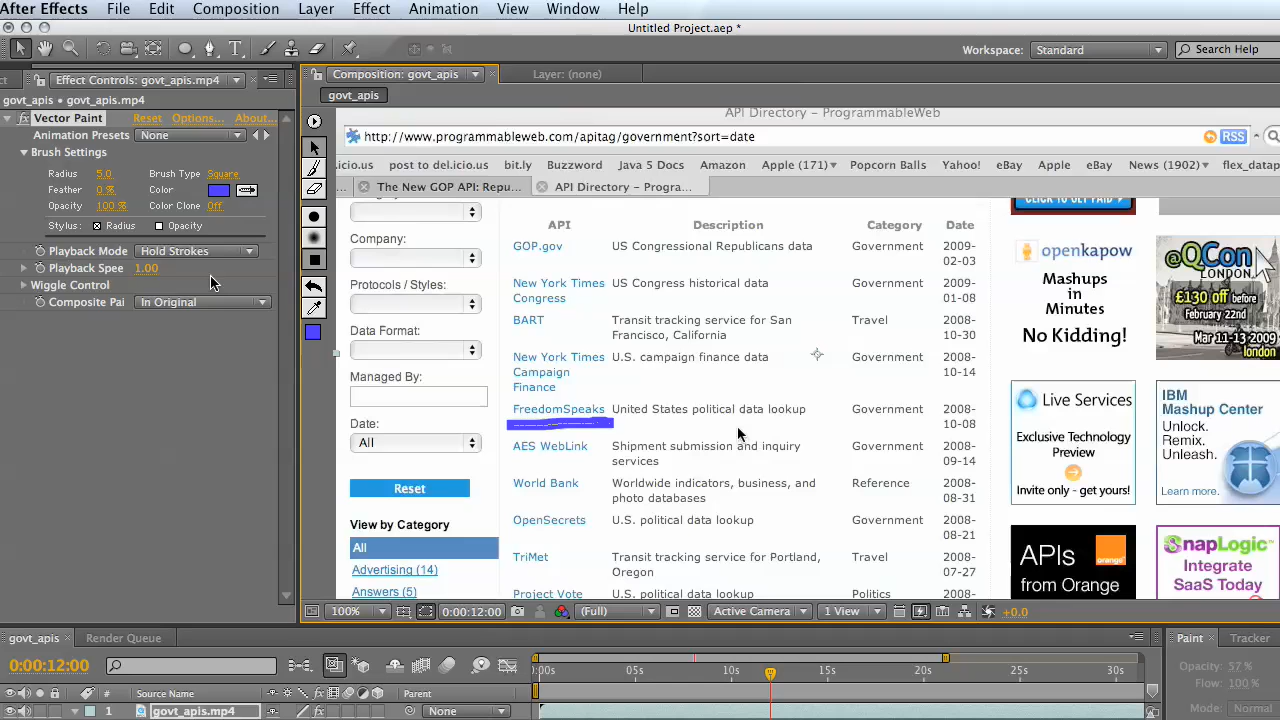 After Effects File Edit Composition Layer Effect Animation View Window Help
Untitled Project.aep *
Workspace: Standard Search Help
Effect Controls: govt_apis.mp4
Composition: govt_apis
Layer: (none)
govt_apis • govt_apis.mp4
govt_apis
Vector Paint Reset Options... About...
Animation Presets None
Brush Settings
Radius 5.0 Brush Type Square
Feather 0 % Color
Opacity 100 % Color Clone Off
Stylus: Radius Opacity
Playback Mode Hold Strokes
Playback Spee 1.00
Wiggle Control
Composite Pai In Original
API Directory – ProgrammableWeb
http://www.programmableweb.com/apitag/government?sort=date
RSS
.icio.us post to del.icio.us bit.ly Buzzword Java 5 Docs Amazon Apple (171) Popcorn Balls Yahoo! eBay Apple eBay News (1902) flex_datap
The New GOP API: Repu...
API Directory – Progra...
Company:
Protocols / Styles:
Data Format:
Managed By:
Date:
All
Reset
View by Category
All
Advertising (14)
Answers (5)
API Description Category Date
GOP.gov US Congressional Republicans data Government 2009-
02-03
New York Times US Congress historical data Government 2009-
Congress 01-08
BART Transit tracking service for San Travel 2008-
Francisco, California 10-30
New York Times U.S. campaign finance data Government 2008-
Campaign 10-14
Finance
FreedomSpeaks United States political data lookup Government 2008-
10-08
AES WebLink Shipment submission and inquiry Government 2008-
services 09-14
World Bank Worldwide indicators, business, and Reference 2008-
photo databases 08-31
OpenSecrets U.S. political data lookup Government 2008-
08-21
TriMet Transit tracking service for Portland, Travel 2008-
Oregon 07-27
Project Vote U.S. political data lookup Politics 2008-
CLICK TO GET PAID
openkapow
Mashups
in
Minutes
No Kidding!
@QCon
LONDON
£130 off before
February 22nd
Mar 11-13 2009
london
Live Services
Exclusive Technology
Preview
Invite only - get yours!
IBM
Mashup Center
Unlock.
Remix.
Unleash.
Learn more.
APIs
from Orange
orange
SnapLogic
Integrate
SaaS Today
100% 0:00:12:00 (Full) Active Camera 1 View +0.0
govt_apis Render Queue
0:00:12:00
:00s 05s 10s 15s 20s 25s 30s
# Source Name Parent
1 govt_apis.mp4 None
Paint Tracker
Opacity: 57 %
Flow: 100 %
Mode: Normal